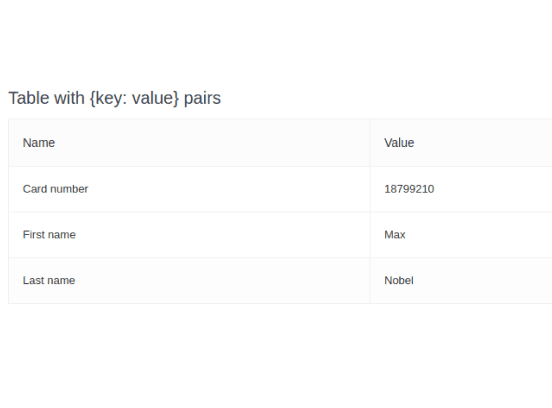 Table with {key: value} pairs
Name Value
Card number 18799210
First name Max
Last name Nobel